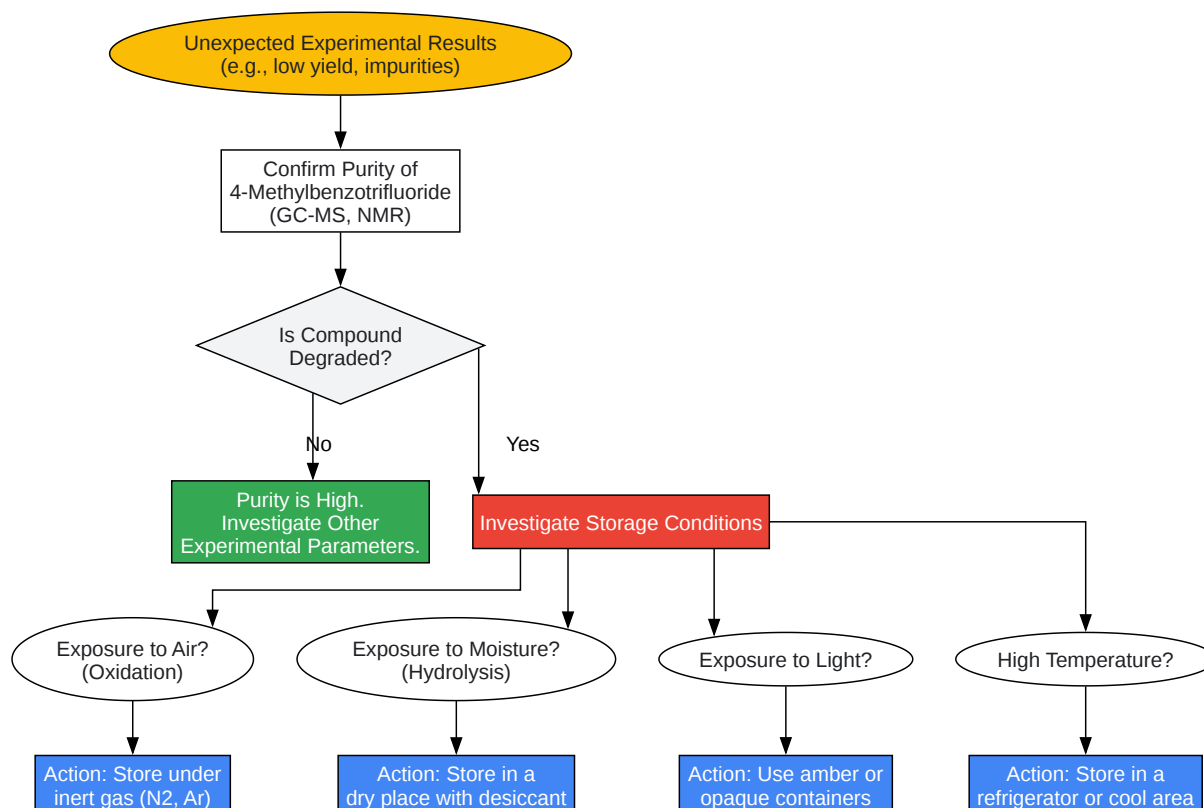 Unexpected Experimental Results
(e.g., low yield, impurities)
Confirm Purity of
4-Methylbenzotrifluoride
(GC-MS, NMR)
Is Compound
Degraded?
No
Yes
Purity is High.
Investigate Other
Experimental Parameters.
Investigate Storage Conditions
Exposure to Air?
(Oxidation)
Exposure to Moisture?
(Hydrolysis)
Exposure to Light?
High Temperature?
Action: Store under
inert gas (N2, Ar)
Action: Store in a
dry place with desiccant
Action: Use amber or
opaque containers
Action: Store in a
refrigerator or cool area